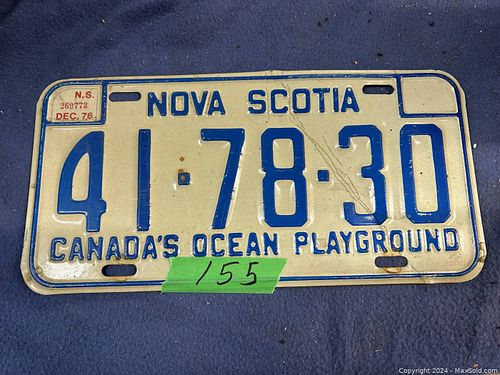 N.S.
269772
DEC. 76
NOVA SCOTIA
41-78-30
CANADA'S OCEAN PLAYGROUND
155
Copyright 2024 - MaxSold.com